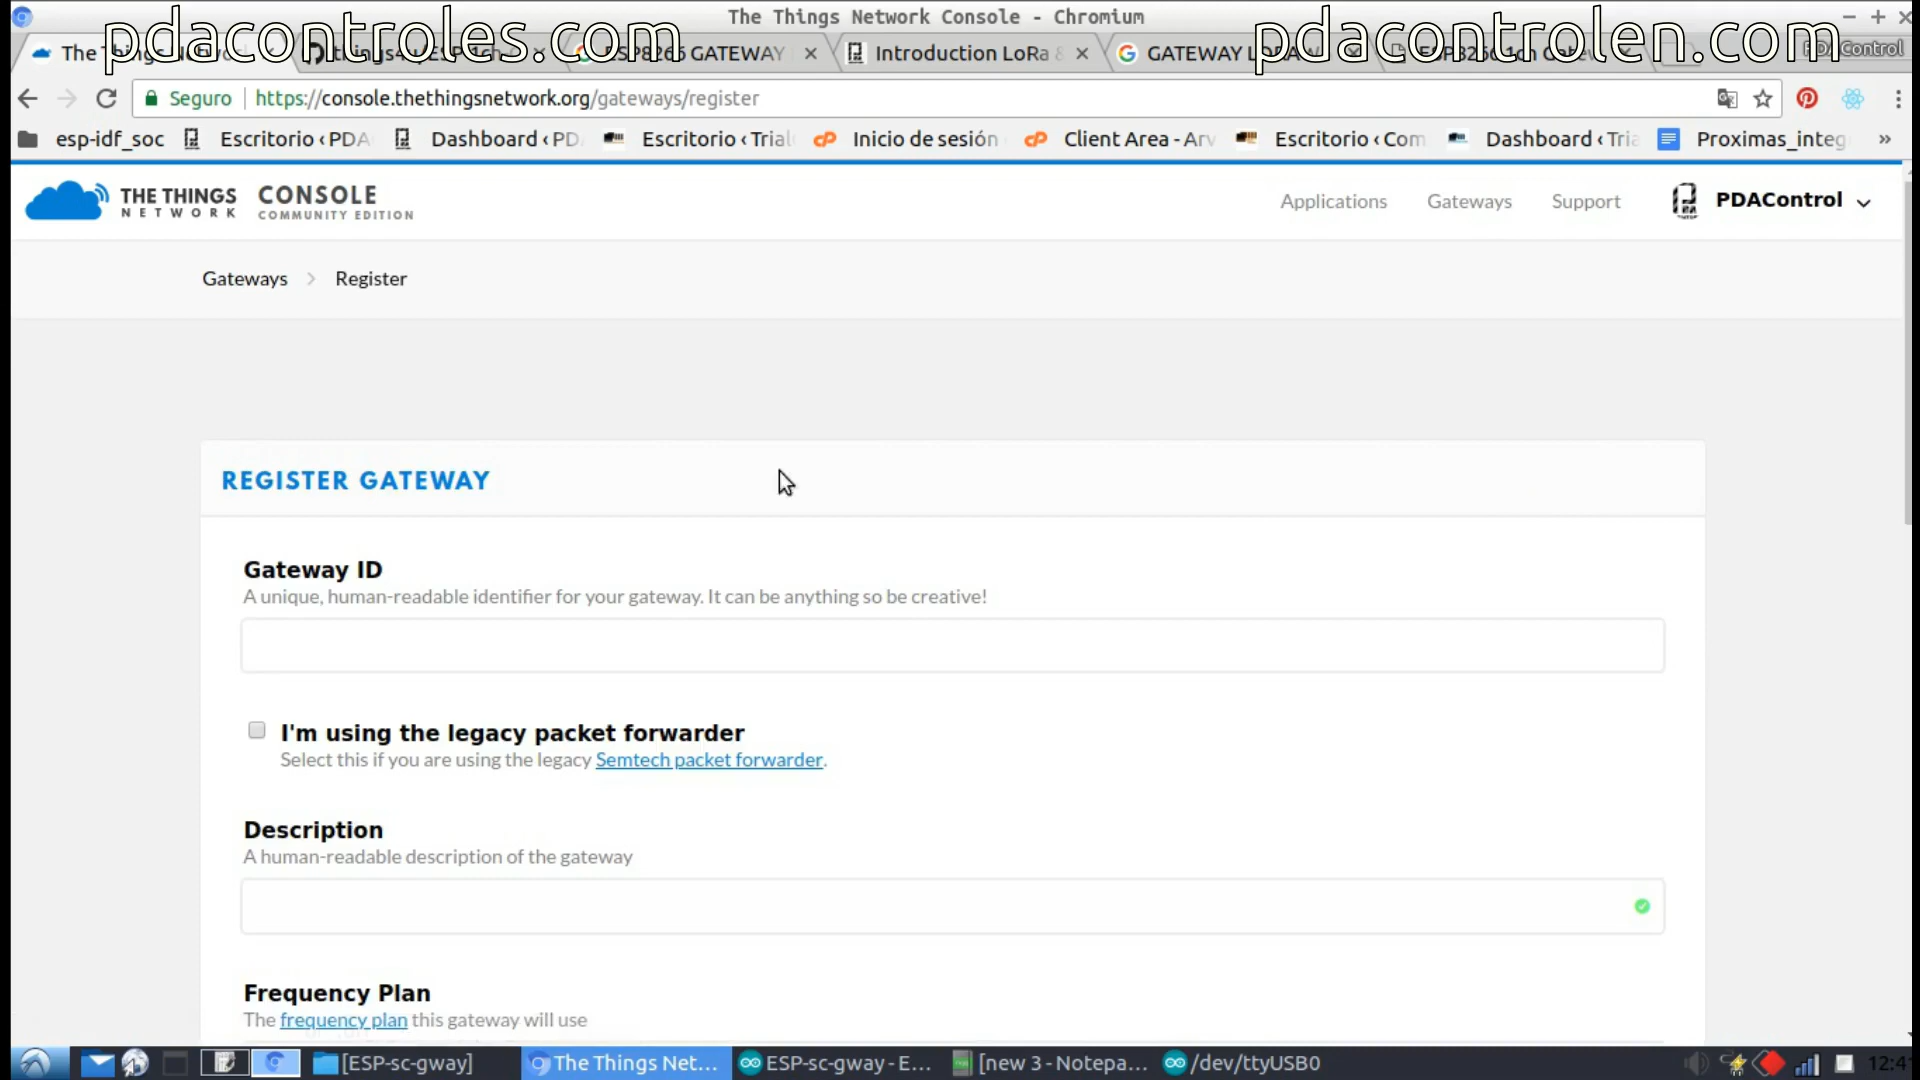 The Things Network Console - Chromium
pdacontroles.com
pdacontrolen.com
ESP8266 GATEWAY
Introduction LoRa &
GATEWAY LORA
PDAControl
Seguro
https://console.thethingsnetwork.org/gateways/register
esp-idf_soc
Escritorio ‹ PDA
Dashboard ‹ PD
Escritorio ‹ Trial
Inicio de sesión
Client Area - Arv
Escritorio ‹ Com
Dashboard ‹ Tria
Proximas_integ
»
THE THINGS
NETWORK
CONSOLE
COMMUNITY EDITION
Applications
Gateways
Support
PDAControl
Gateways
Register
REGISTER GATEWAY
Gateway ID
A unique, human-readable identifier for your gateway. It can be anything so be creative!
I'm using the legacy packet forwarder
Select this if you are using the legacy Semtech packet forwarder.
Description
A human-readable description of the gateway
Frequency Plan
The frequency plan this gateway will use
[ESP-sc-gway]
The Things Net...
ESP-sc-gway - E...
[new 3 - Notepa...
/dev/ttyUSB0